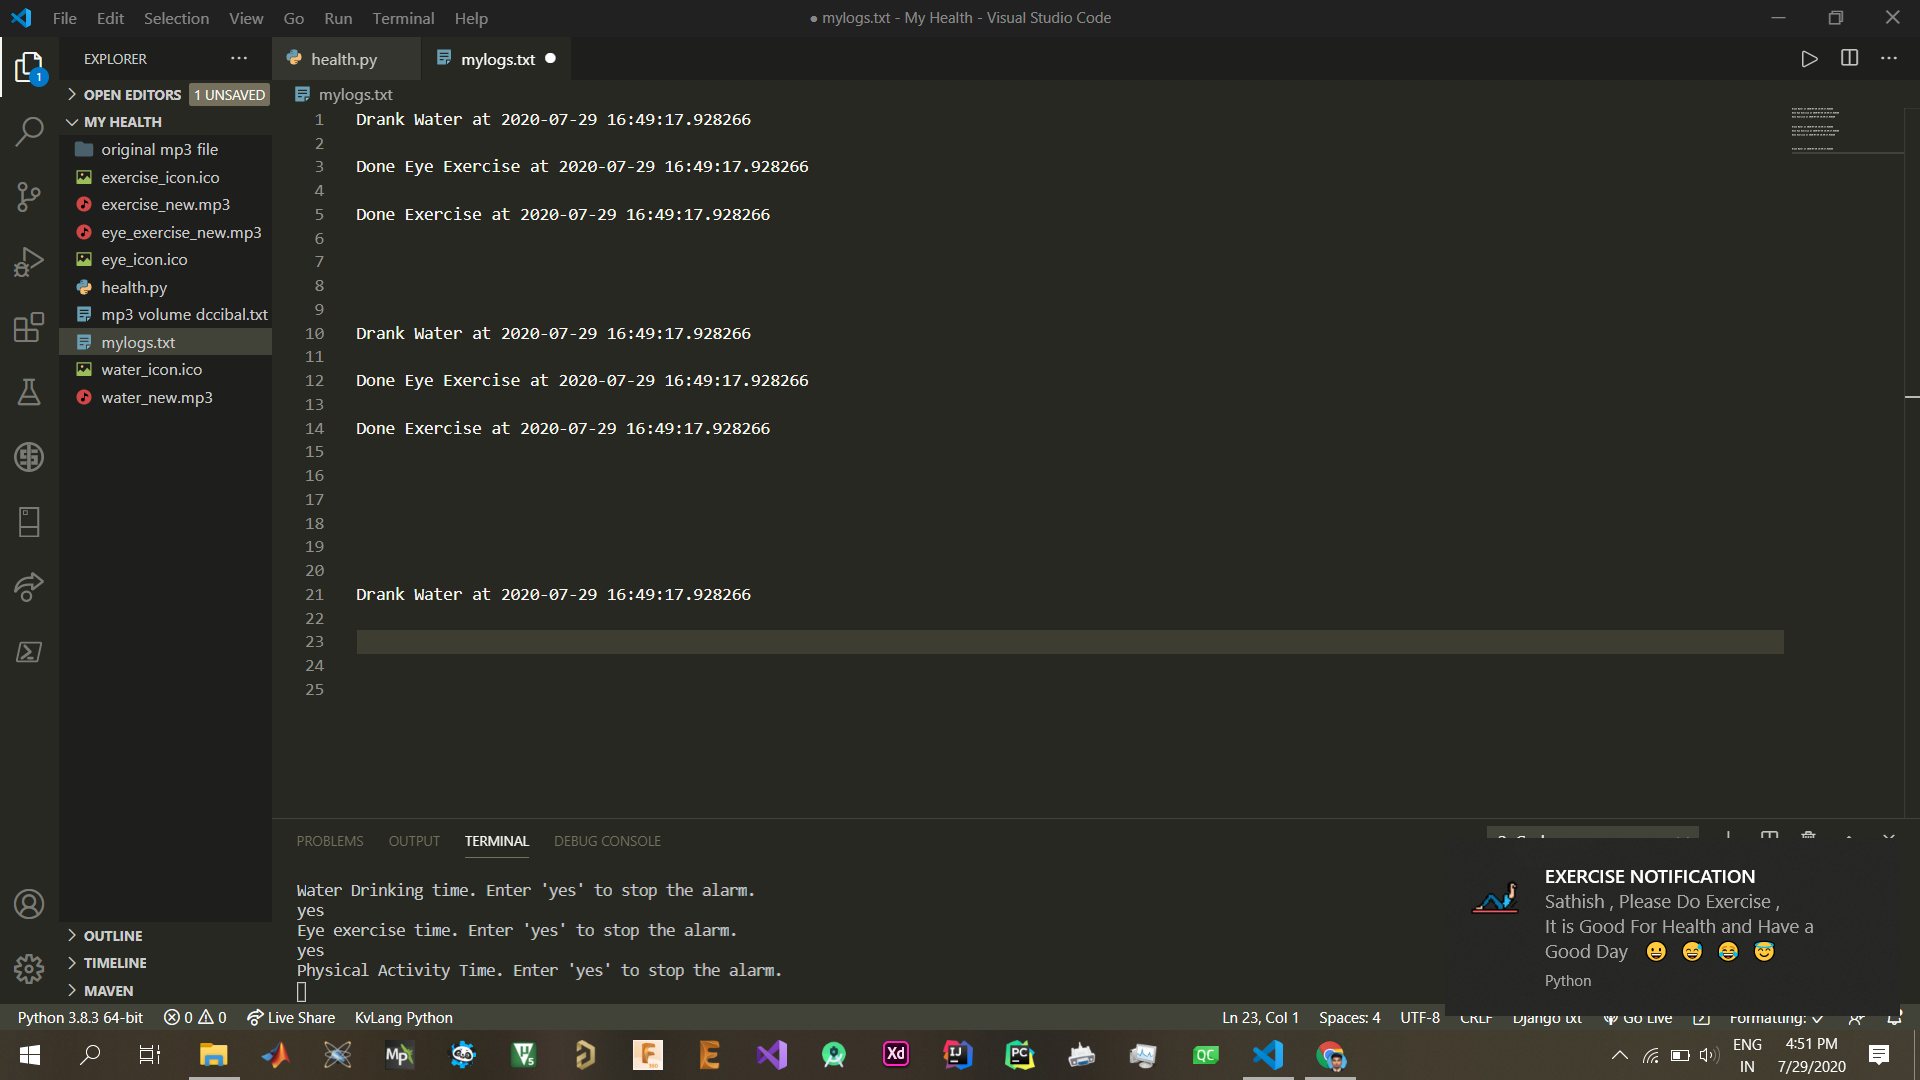 File Edit Selection View Go Run Terminal Help
● mylogs.txt - My Health - Visual Studio Code
EXPLORER
health.py
mylogs.txt
1
OPEN EDITORS 1 UNSAVED
mylogs.txt
MY HEALTH
original mp3 file
exercise_icon.ico
exercise_new.mp3
eye_exercise_new.mp3
eye_icon.ico
health.py
mp3 volume dccibal.txt
mylogs.txt
water_icon.ico
water_new.mp3
OUTLINE
TIMELINE
MAVEN
1 Drank Water at 2020-07-29 16:49:17.928266
2
3 Done Eye Exercise at 2020-07-29 16:49:17.928266
4
5 Done Exercise at 2020-07-29 16:49:17.928266
6
7
8
9
10 Drank Water at 2020-07-29 16:49:17.928266
11
12 Done Eye Exercise at 2020-07-29 16:49:17.928266
13
14 Done Exercise at 2020-07-29 16:49:17.928266
15
16
17
18
19
20
21 Drank Water at 2020-07-29 16:49:17.928266
22
23
24
25
PROBLEMS OUTPUT TERMINAL DEBUG CONSOLE
Water Drinking time. Enter 'yes' to stop the alarm.
yes
Eye exercise time. Enter 'yes' to stop the alarm.
yes
Physical Activity Time. Enter 'yes' to stop the alarm.
EXERCISE NOTIFICATION
Sathish , Please Do Exercise ,
It is Good For Health and Have a
Good Day 😀 😅 😂 😇
Python
Python 3.8.3 64-bit 0 0 Live Share KvLang Python Ln 23, Col 1 Spaces: 4 UTF-8 CRLF Django txt Go Live Formatting: ✓
Mp
Xd
IJ
PC
QC
ENG
IN
4:51 PM
7/29/2020